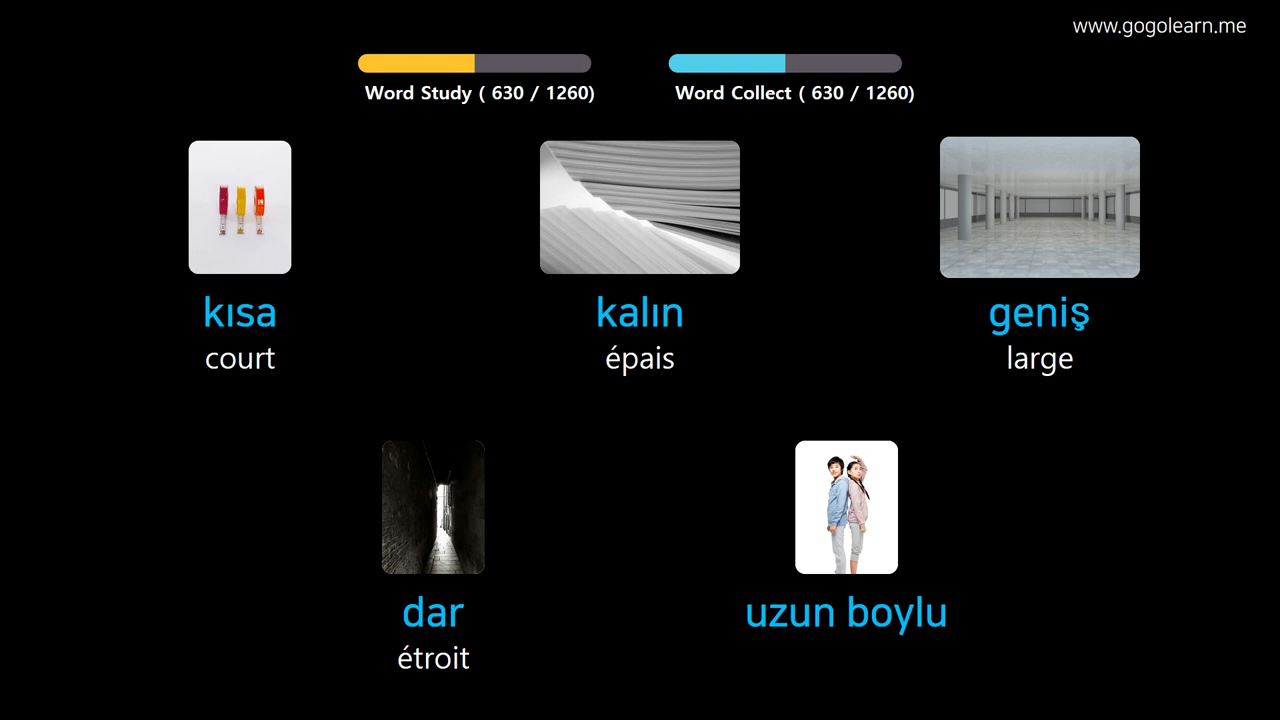 www.gogolearn.me
Word Study ( 630 / 1260)
Word Collect ( 630 / 1260)
kısa
court
kalın
épais
geniş
large
dar
étroit
uzun boylu